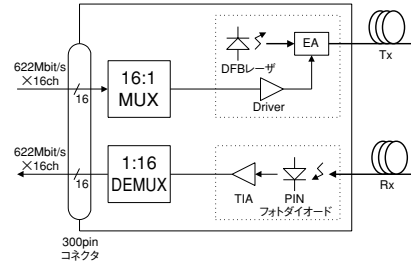 622Mbit/s
×16ch
16
16:1
MUX
DFBレーザ
EA
Driver
Tx
622Mbit/s
×16ch
16
1:16
DEMUX
TIA
PIN
フォトダイオード
Rx
300pin
コネクタ